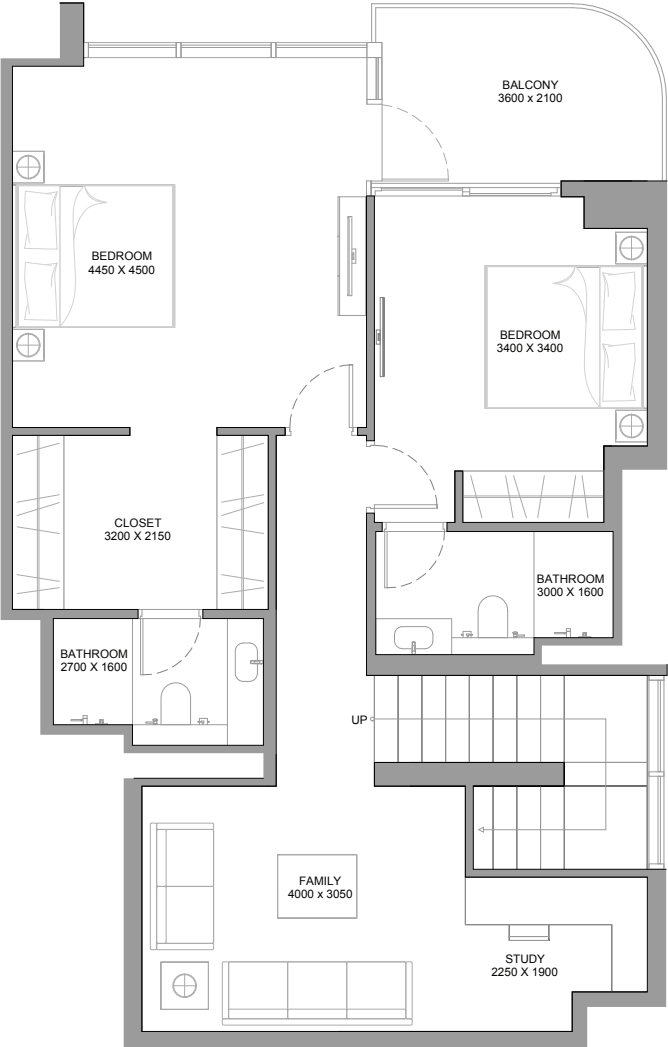 BALCONY
3600 x 2100
BEDROOM
4450 X 4500
BEDROOM
3400 X 3400
CLOSET
3200 X 2150
BATHROOM
3000 X 1600
BATHROOM
2700 X 1600
UP
FAMILY
4000 x 3050
STUDY
2250 X 1900